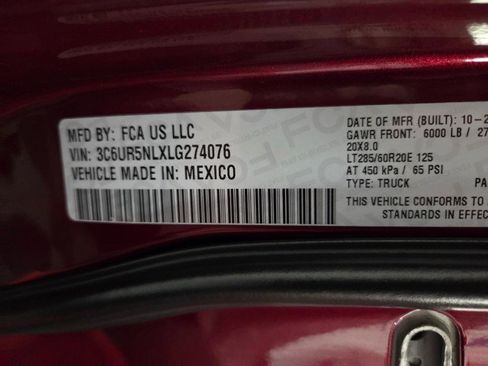 MFD BY: FCA US LLC
VIN: 3C6UR5NLXLG274076
VEHICLE MADE IN: MEXICO
DATE OF MFR (BUILT): 10-2
GAWR FRONT: 6000 LB / 27
20X8.0
LT285/60R20E 125
AT 450 kPa / 65 PSI
TYPE: TRUCK PA
THIS VEHICLE CONFORMS TO A
STANDARDS IN EFFEC